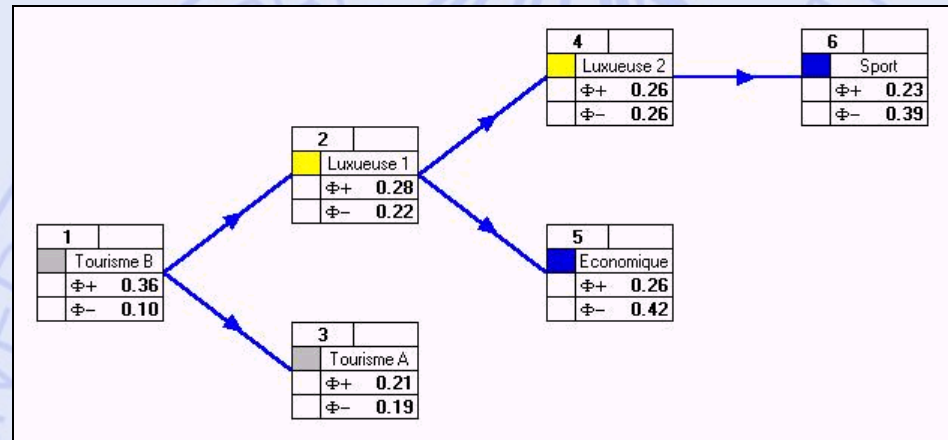 4
Luxueuse 2
Φ+ 0.26
Φ− 0.26
6
Sport
Φ+ 0.23
Φ− 0.39
2
Luxueuse 1
Φ+ 0.28
Φ− 0.22
1
Tourisme B
Φ+ 0.36
Φ− 0.10
5
Economique
Φ+ 0.26
Φ− 0.42
3
Tourisme A
Φ+ 0.21
Φ− 0.19